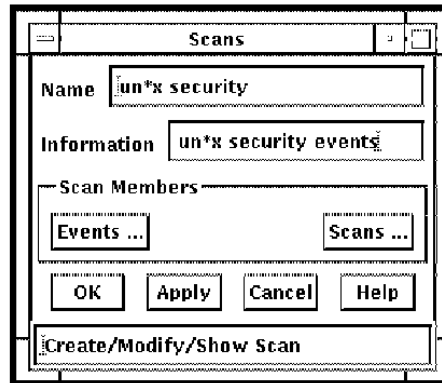 Scans
Name un*x security
Information un*x security events
Scan Members
Events ... Scans ...
OK Apply Cancel Help
Create/Modify/Show Scan